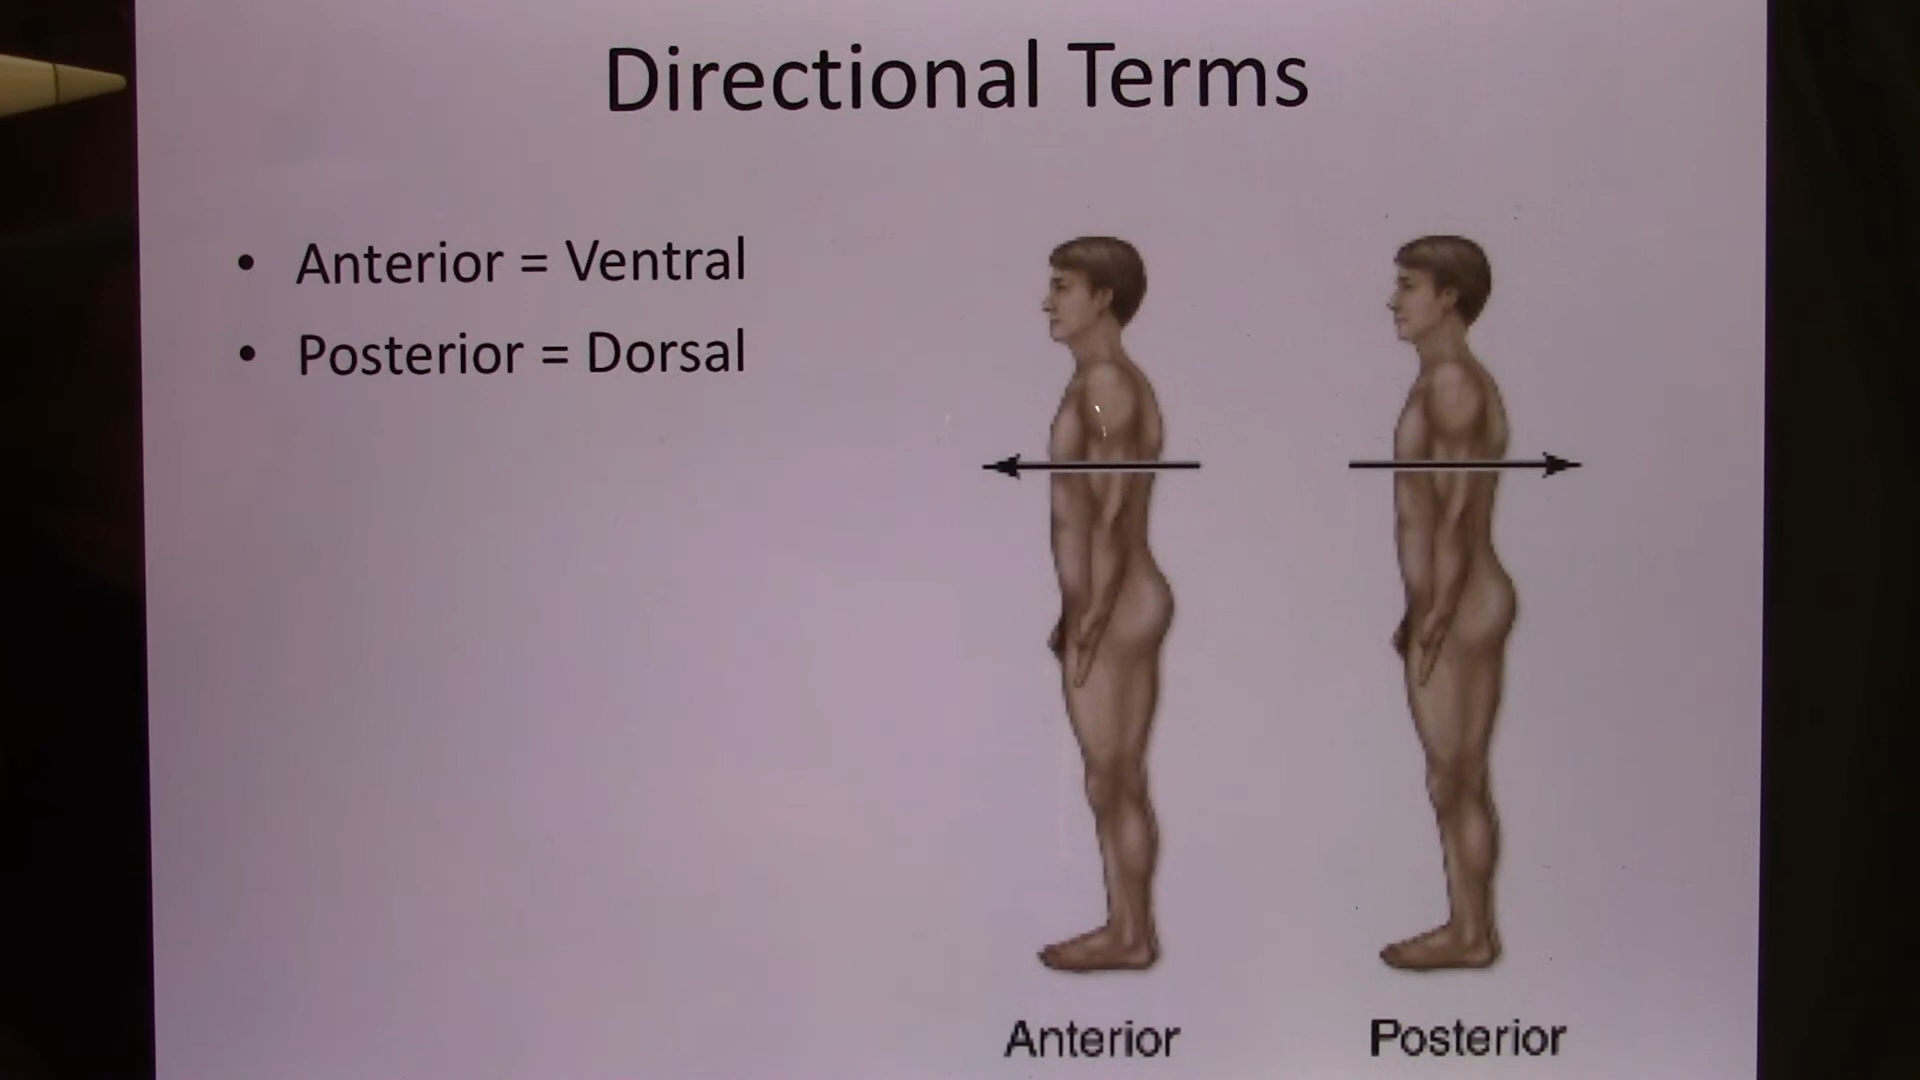 Directional Terms
• Anterior = Ventral
• Posterior = Dorsal
Anterior
Posterior